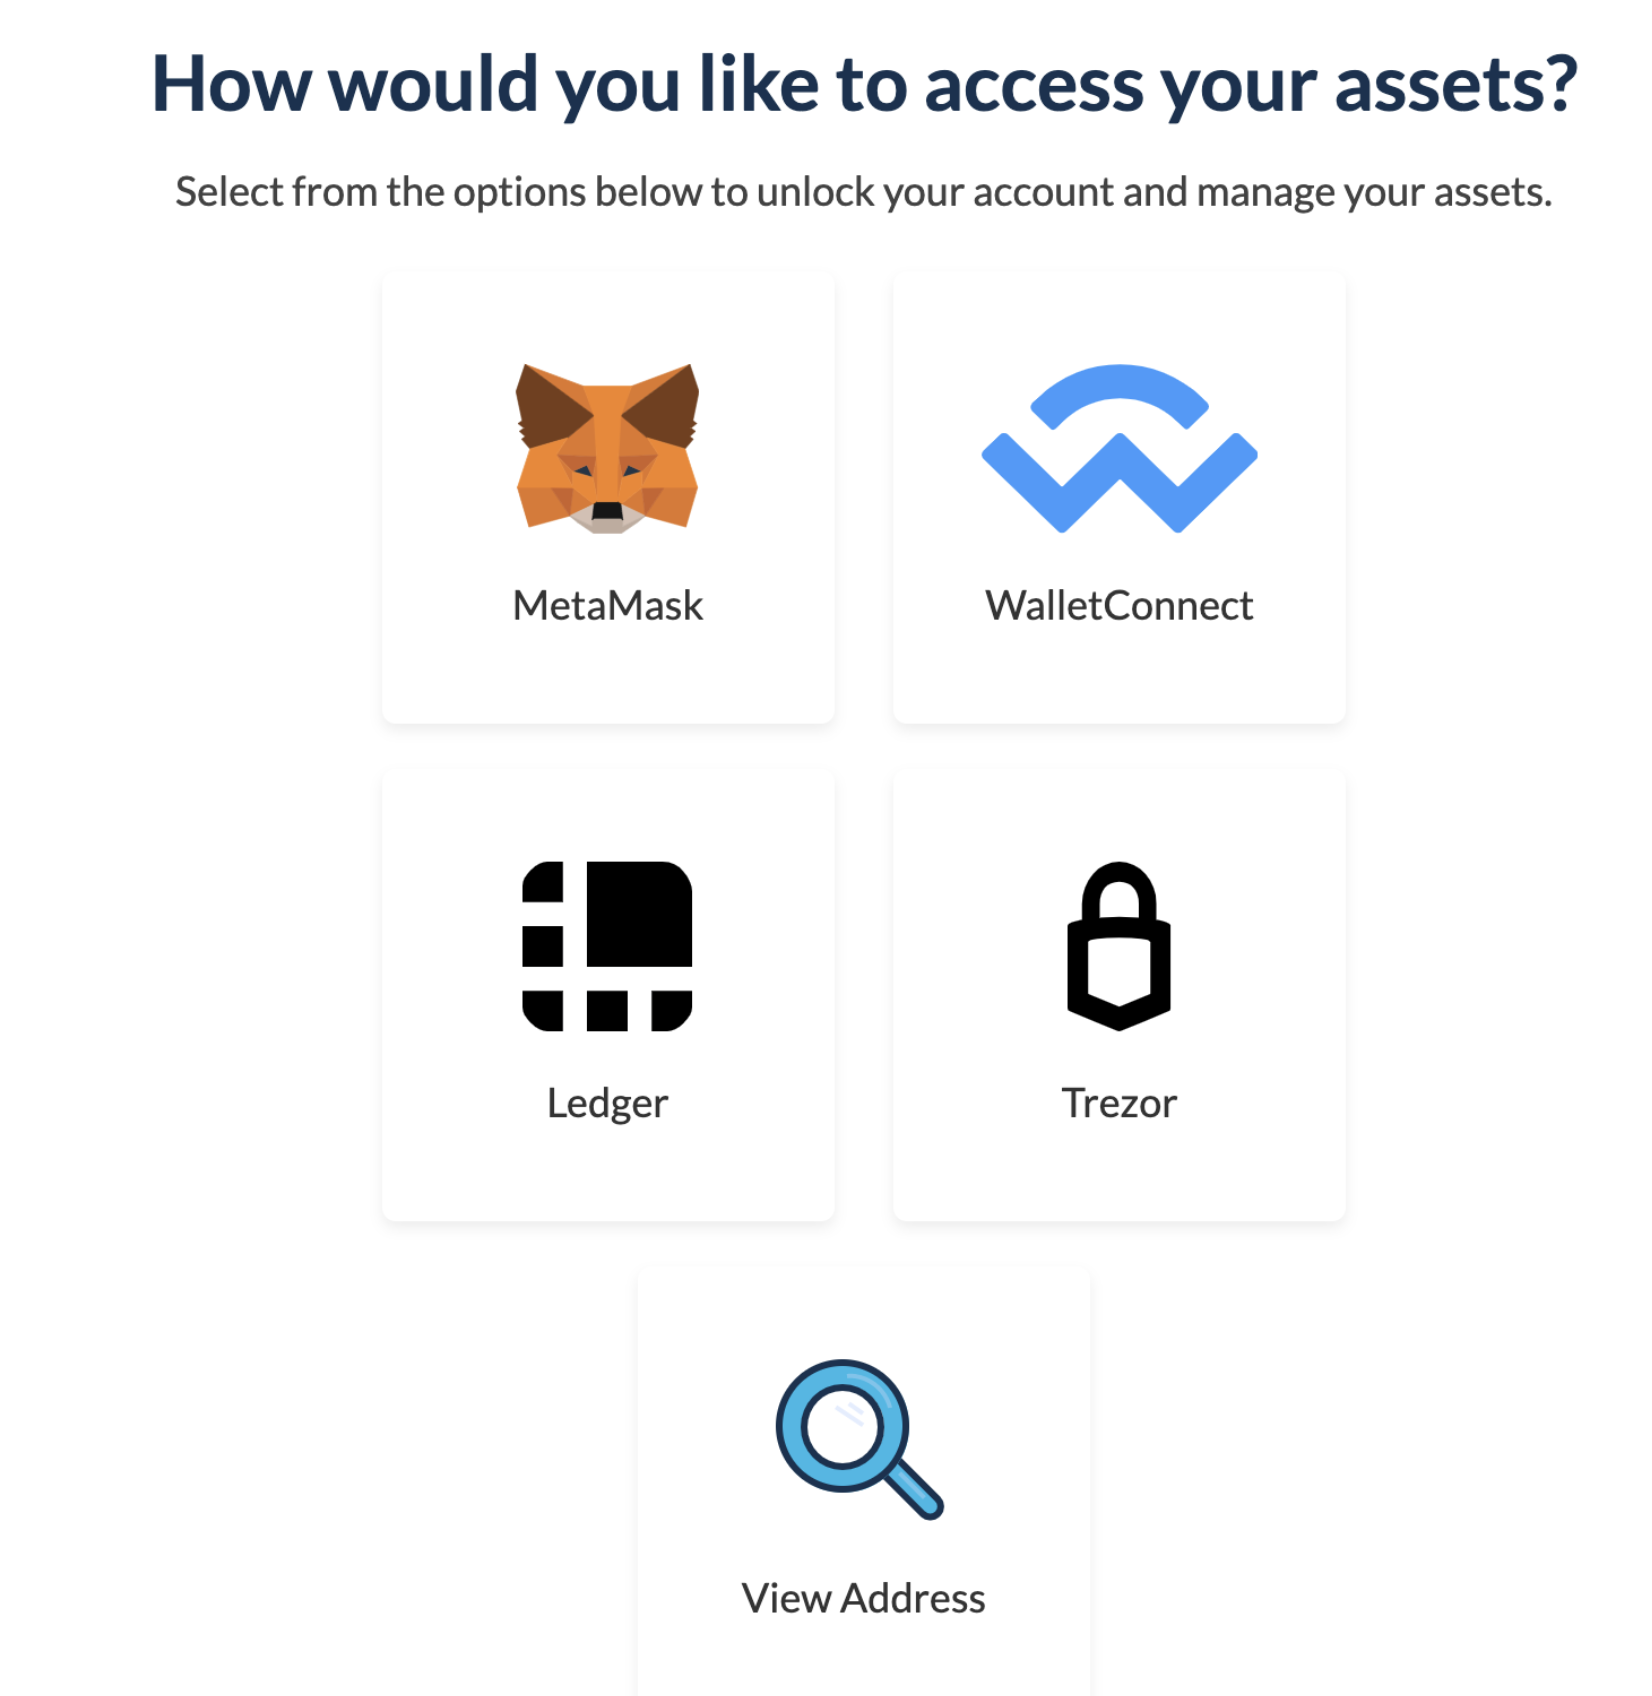 How would you like to access your assets?
Select from the options below to unlock your account and manage your assets.
MetaMask
WalletConnect
Ledger
Trezor
View Address